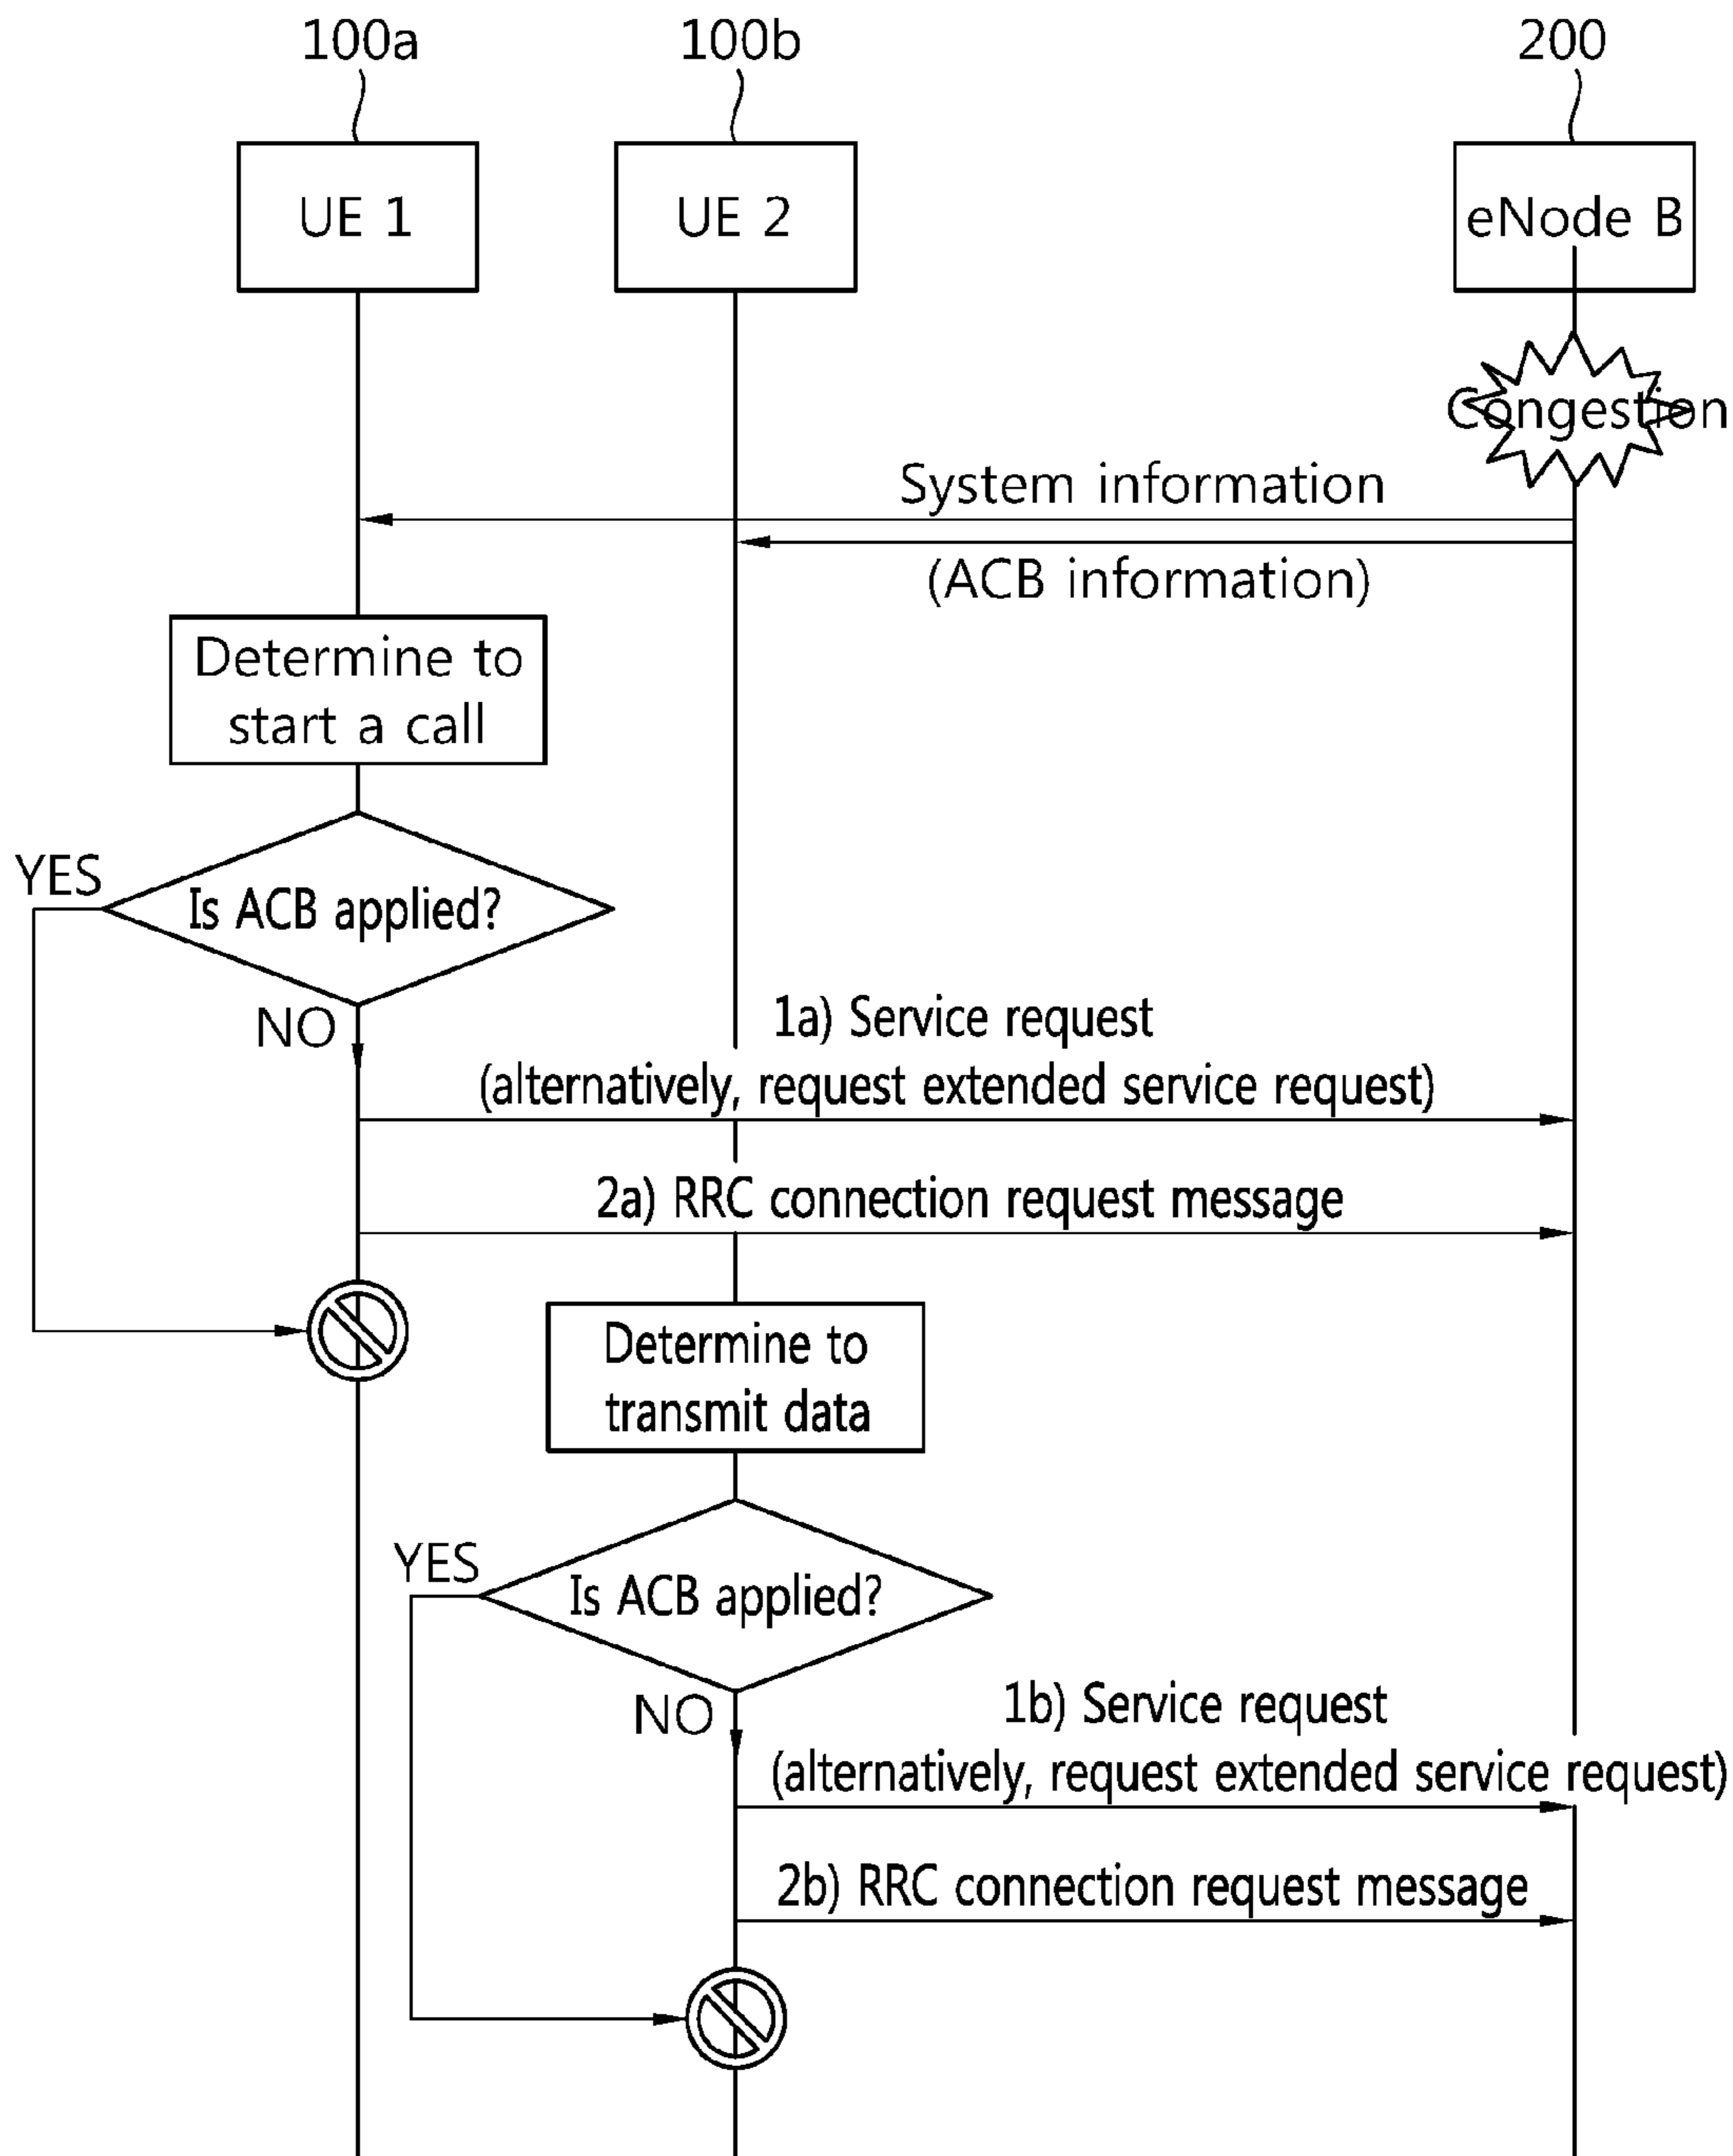 100a
100b
200
UE 1
UE 2
eNode B
Congestion
System information
(ACB information)
Determine to
start a call
YES
Is ACB applied?
NO
1a) Service request
(alternatively, request extended service request)
2a) RRC connection request message
Determine to
transmit data
YES
Is ACB applied?
NO
1b) Service request
(alternatively, request extended service request)
2b) RRC connection request message